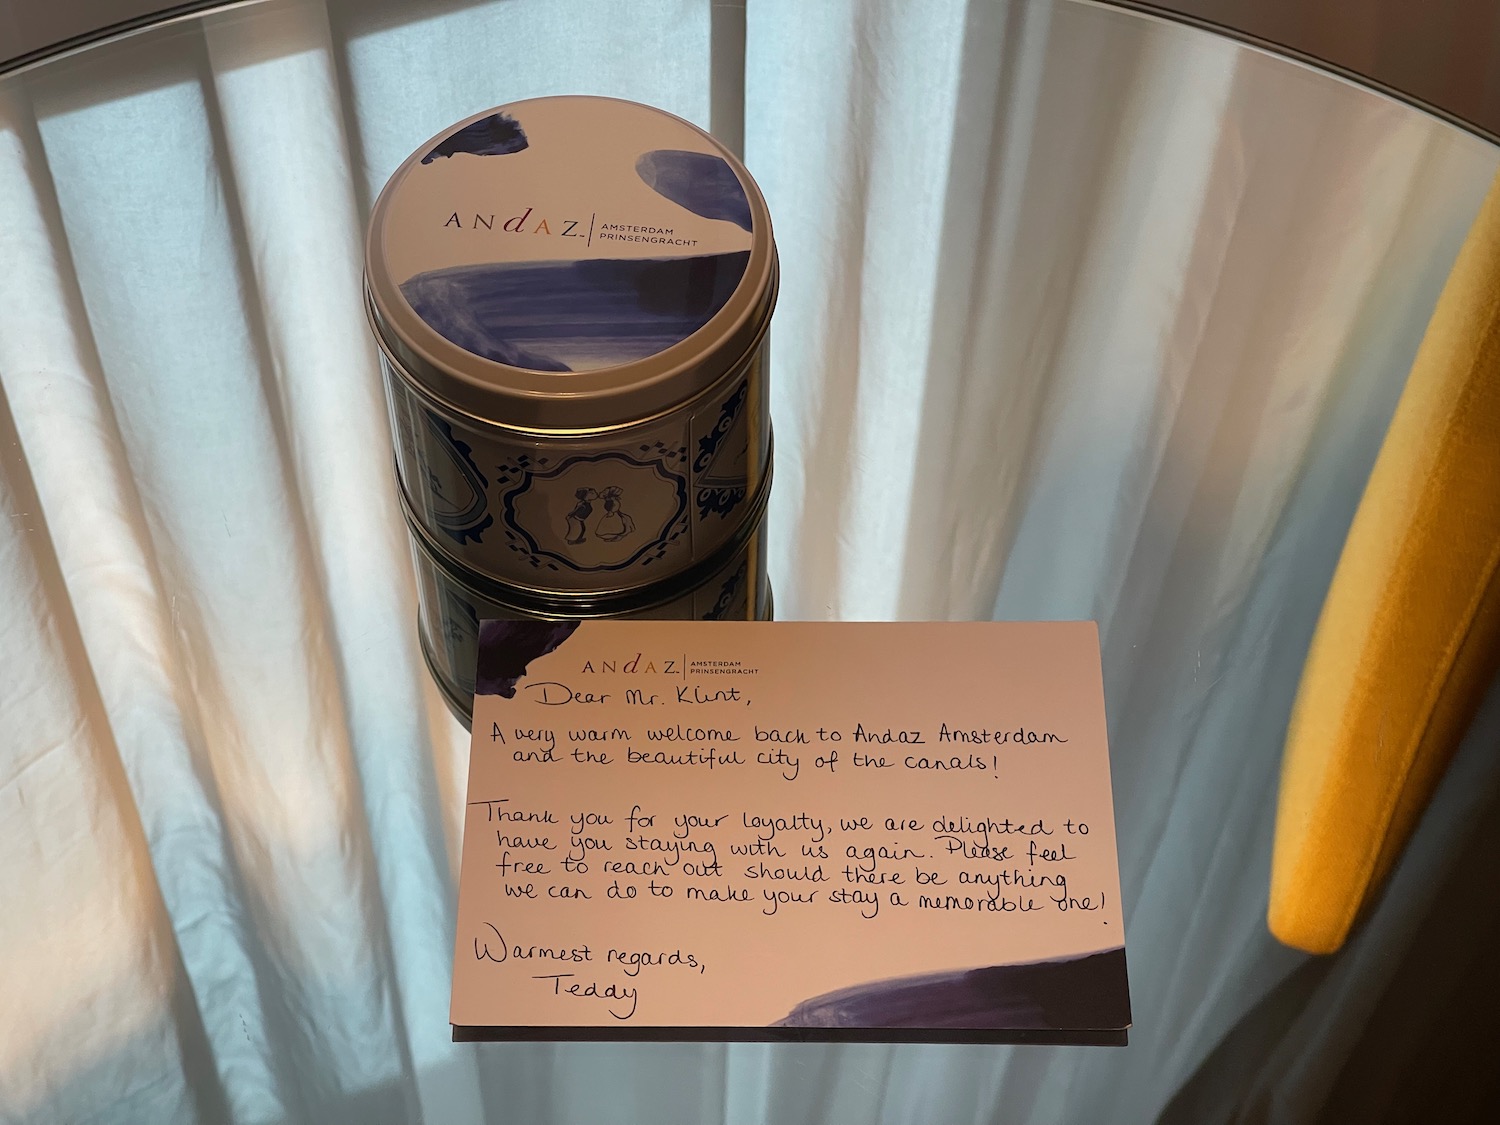 ANdAZ. AMSTERDAM
PRINSENGRACHT
ANdAZ. AMSTERDAM
PRINSENGRACHT
Dear Mr. Klint,
A very warm welcome back to Andaz Amsterdam
and the beautiful city of the canals!
Thank you for your loyalty, we are delighted to
have you staying with us again. Please feel
free to reach out should there be anything
we can do to make your stay a memorable one!
Warmest regards,
Teddy